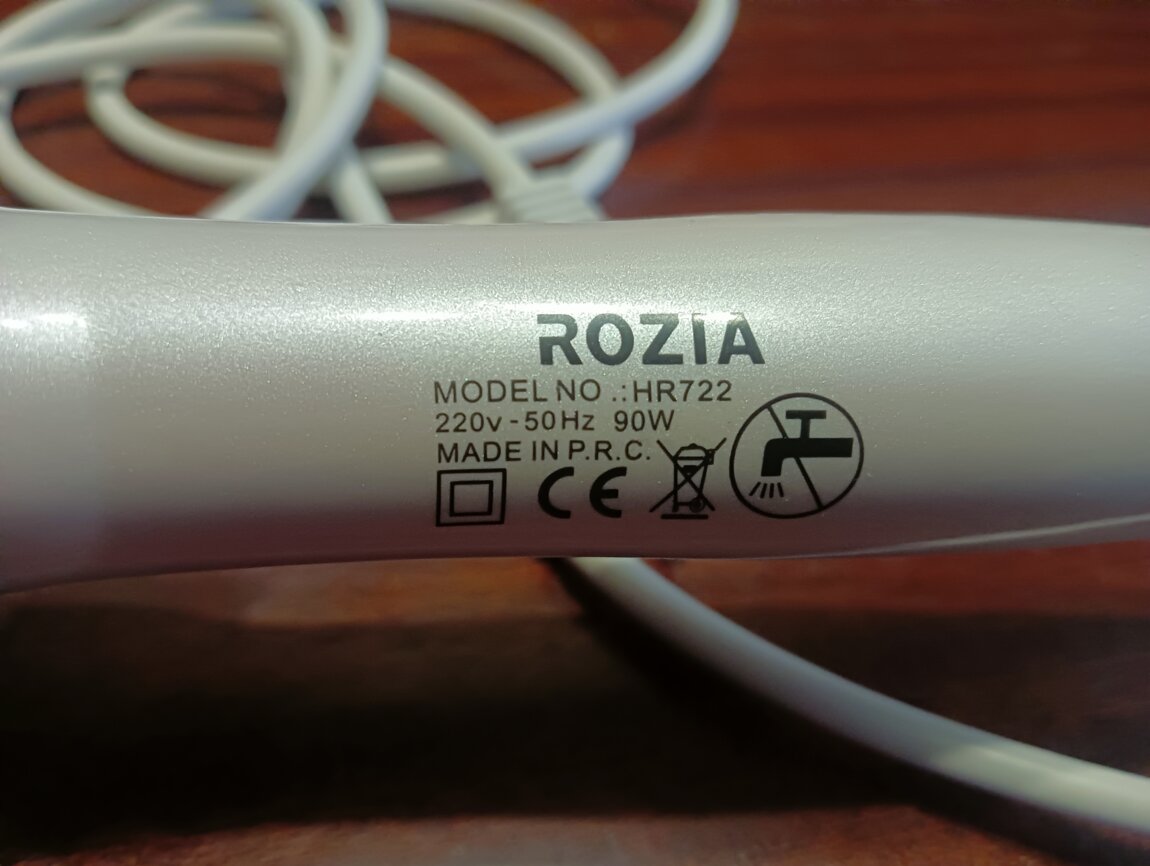 ROZIA
MODEL NO .:HR722
220v-50Hz 90W
MADE IN P.R.C.
CE